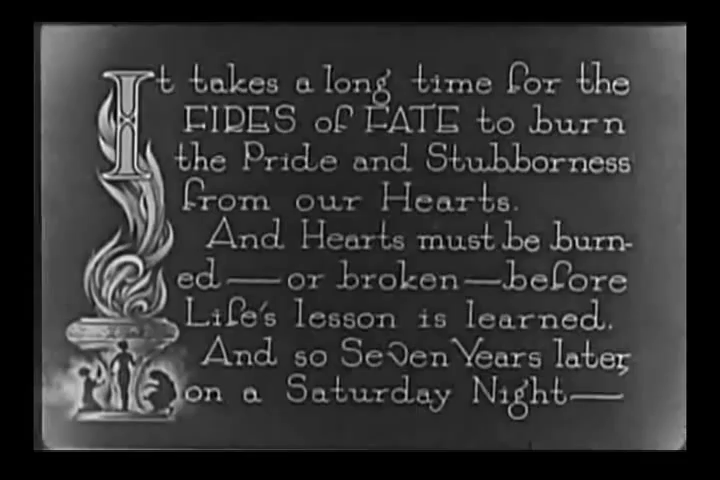 It takes a long time for the
FIRES of FATE to burn
the Pride and Stubborness
from our Hearts.
And Hearts must be burn-
ed — or broken — before
Life's lesson is learned.
And so Seven Years later,
on a Saturday Night —